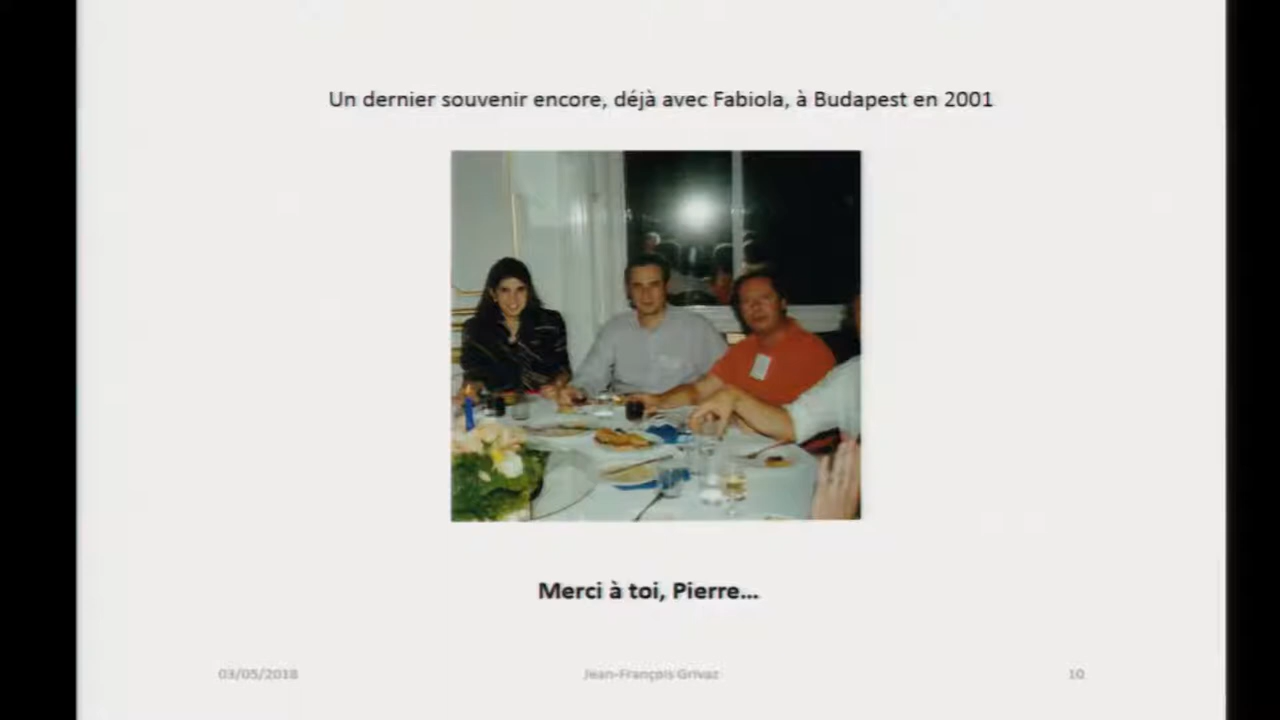 Un dernier souvenir encore, déjà avec Fabiola, à Budapest en 2001
Merci à toi, Pierre...
03/05/2018
Jean-François Grivaz
10